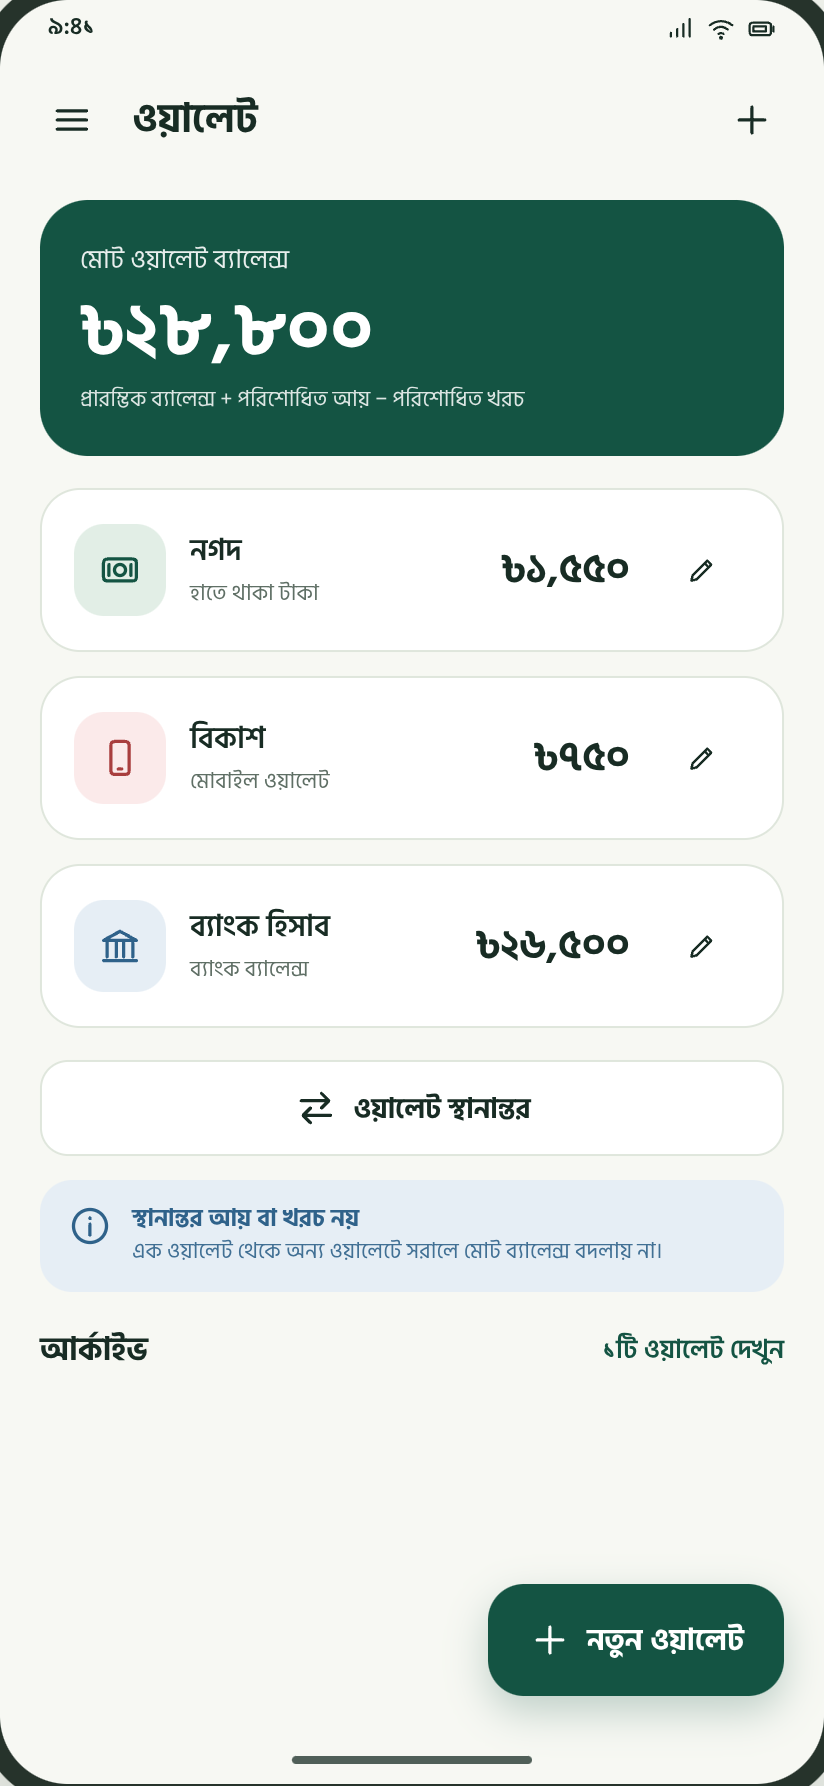 ৯:৪১
ওয়ালেট
মোট ওয়ালেট ব্যালেন্স
৳২৮,৮০০
প্রারম্ভিক ব্যালেন্স + পরিশোধিত আয় − পরিশোধিত খরচ
নগদ
হাতে থাকা টাকা
৳১,৫৫০
বিকাশ
মোবাইল ওয়ালেট
৳৭৫০
ব্যাংক হিসাব
ব্যাংক ব্যালেন্স
৳২৬,৫০০
ওয়ালেট স্থানান্তর
স্থানান্তর আয় বা খরচ নয়
এক ওয়ালেট থেকে অন্য ওয়ালেটে সরালে মোট ব্যালেন্স বদলায় না।
আর্কাইভ
১টি ওয়ালেট দেখুন
নতুন ওয়ালেট